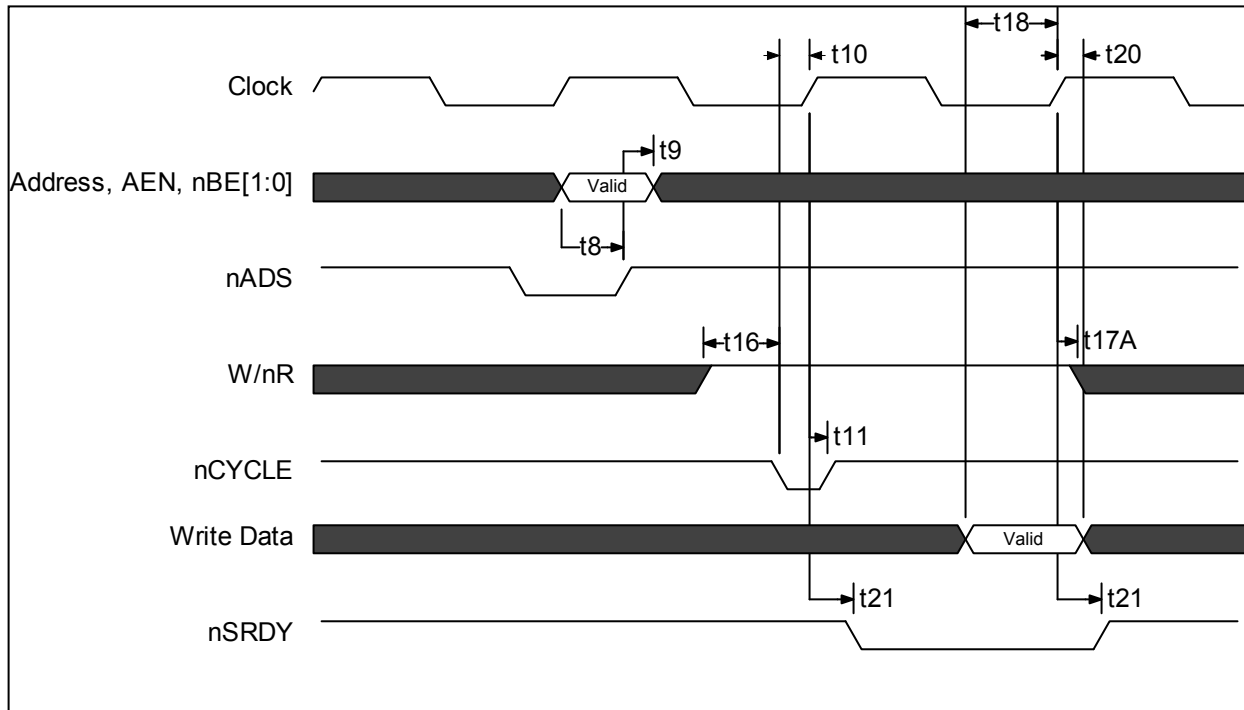 t18
t10
t20
Clock
t9
Address, AEN, nBE[1:0]
Valid
t8
nADS
t16
t17A
W/nR
t11
nCYCLE
Write Data
Valid
t21
t21
nSRDY